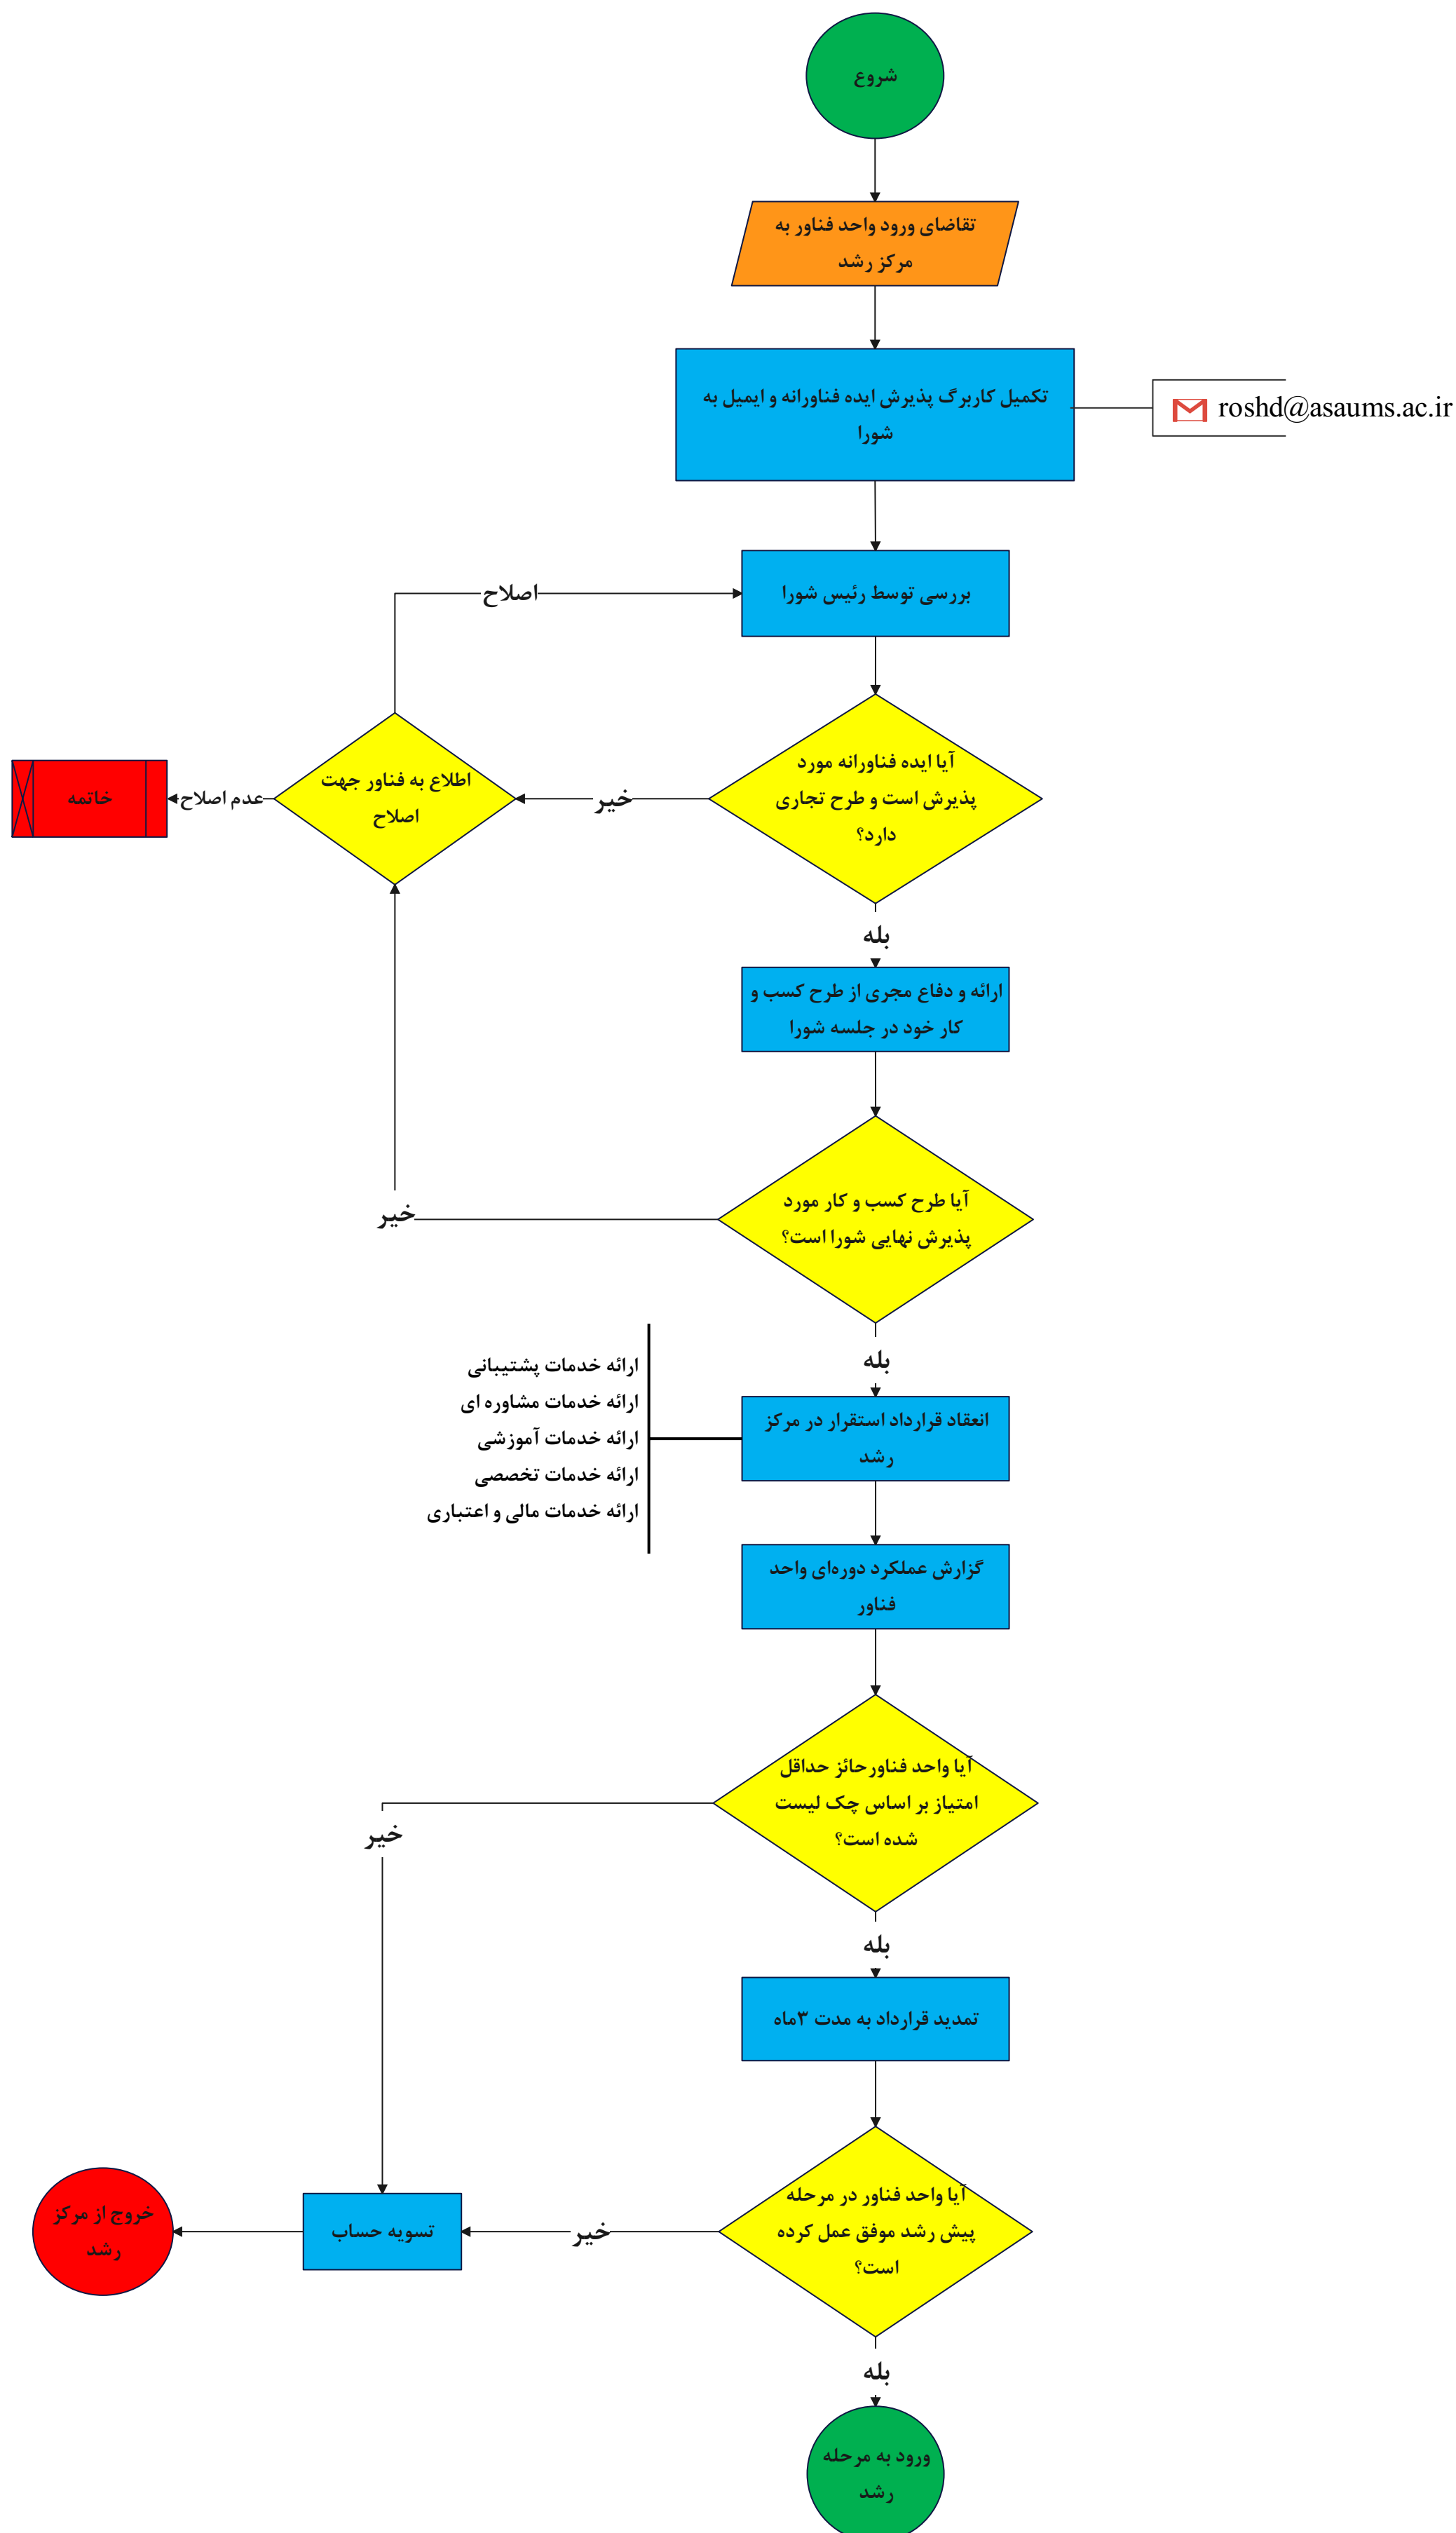 شروع
تقاضای ورود واحد فناور به
مرکز رشد
تکمیل کاربرگ پذیرش ایده فناورانه و ایمیل به
شورا
roshd@asaums.ac.ir
بررسی توسط رئیس شورا
اصلاح
آیا ایده فناورانه مورد
پذیرش است و طرح تجاری
دارد؟
خیر
اطلاع به فناور جهت
اصلاح
عدم اصلاح
خاتمه
بله
ارائه و دفاع مجری از طرح کسب و
کار خود در جلسه شورا
آیا طرح کسب و کار مورد
پذیرش نهایی شورا است؟
خیر
بله
انعقاد قرارداد استقرار در مرکز
رشد
ارائه خدمات پشتیبانی
ارائه خدمات مشاوره ای
ارائه خدمات آموزشی
ارائه خدمات تخصصی
ارائه خدمات مالی و اعتباری
گزارش عملکرد دوره‌ای واحد
فناور
آیا واحد فناورحائز حداقل
امتیاز بر اساس چک لیست
شده است؟
خیر
بله
تمدید قرارداد به مدت ۳ماه
آیا واحد فناور در مرحله
پیش رشد موفق عمل کرده
است؟
خیر
تسویه حساب
خروج از مرکز
رشد
بله
ورود به مرحله
رشد